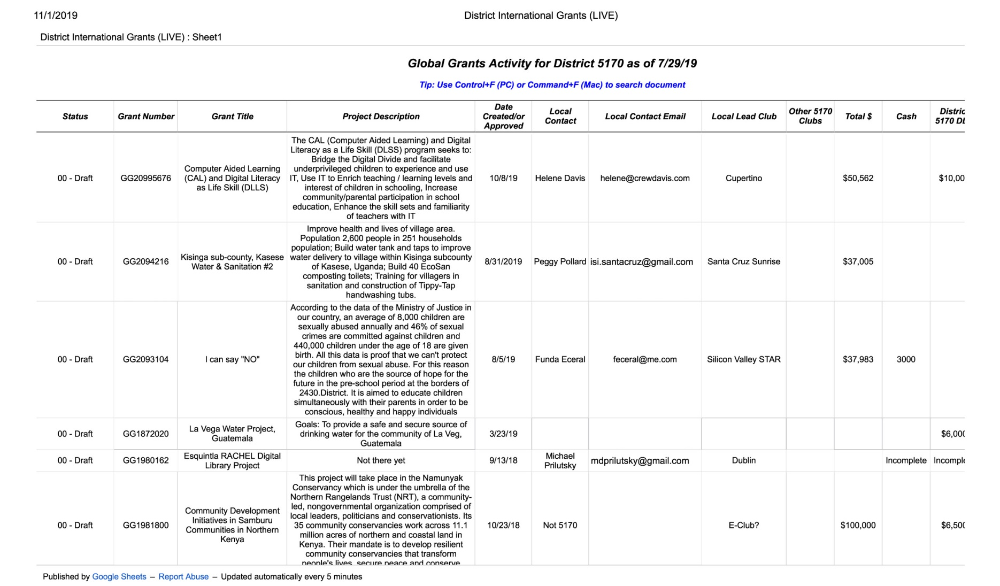 11/1/2019
District International Grants (LIVE)
District International Grants (LIVE) : Sheet1
Global Grants Activity for District 5170 as of 7/29/19
Tip: Use Control+F (PC) or Command+F (Mac) to search document
Status
Grant Number
Grant Title
Project Description
Date
Created/or
Approved
Local
Contact
Local Contact Email
Local Lead Club
Other 5170
Clubs
Total $
Cash
Distric
5170 D
00 - Draft
GG20995676
Computer Aided Learning
(CAL) and Digital Literacy
as Life Skill (DLLS)
The CAL (Computer Aided Learning) and Digital
Literacy as a Life Skill (DLSS) program seeks to:
Bridge the Digital Divide and facilitate
underprivileged children to experience and use
IT, Use IT to Enrich teaching / learning levels and
interest of children in schooling, Increase
community/parental participation in school
education, Enhance the skill sets and familiarity
of teachers with IT
10/8/19
Helene Davis
helene@crewdavis.com
Cupertino
$50,562
$10,00
00 - Draft
GG2094216
Kisinga sub-county, Kasese
Water & Sanitation #2
Improve health and lives of village area.
Population 2,600 people in 251 households
population; Build water tank and taps to improve
water delivery to village within Kisinga subcounty
of Kasese, Uganda; Build 40 EcoSan
composting toilets; Training for villagers in
sanitation and construction of Tippy-Tap
handwashing tubs.
8/31/2019
Peggy Pollard
isi.santacruz@gmail.com
Santa Cruz Sunrise
$37,005
00 - Draft
GG2093104
I can say "NO"
According to the data of the Ministry of Justice in
our country, an average of 8,000 children are
sexually abused annually and 46% of sexual
crimes are committed against children and
440,000 children under the age of 18 are given
birth. All this data is proof that we can't protect
our children from sexual abuse. For this reason
the children who are the source of hope for the
future in the pre-school period at the borders of
2430.District. It is aimed to educate children
simultaneously with their parents in order to be
conscious, healthy and happy individuals
8/5/19
Funda Eceral
feceral@me.com
Silicon Valley STAR
$37,983
3000
00 - Draft
GG1872020
La Vega Water Project,
Guatemala
Goals: To provide a safe and secure source of
drinking water for the community of La Veg,
Guatemala
3/23/19
$6,000
00 - Draft
GG1980162
Esquintla RACHEL Digital
Library Project
Not there yet
9/13/18
Michael
Prilutsky
mdprilutsky@gmail.com
Dublin
Incomplete
Incomple
00 - Draft
GG1981800
Community Development
Initiatives in Samburu
Communities in Northern
Kenya
This project will take place in the Namunyak
Conservancy which is under the umbrella of the
Northern Rangelands Trust (NRT), a community-
led, nongovernmental organization comprised of
local leaders, politicians and conservationists. Its
35 community conservancies work across 11.1
million acres of northern and coastal land in
Kenya. Their mandate is to develop resilient
community conservancies that transform
people's lives, secure peace and conserve
10/23/18
Not 5170
E-Club?
$100,000
$6,500
Published by Google Sheets – Report Abuse – Updated automatically every 5 minutes